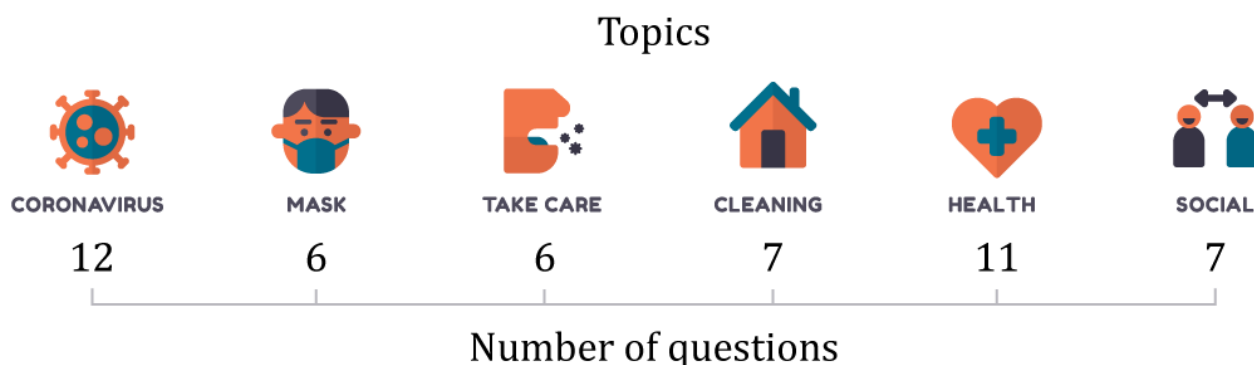 Topics
CORONAVIRUS MASK TAKE CARE CLEANING HEALTH SOCIAL
12 6 6 7 11 7
Number of questions